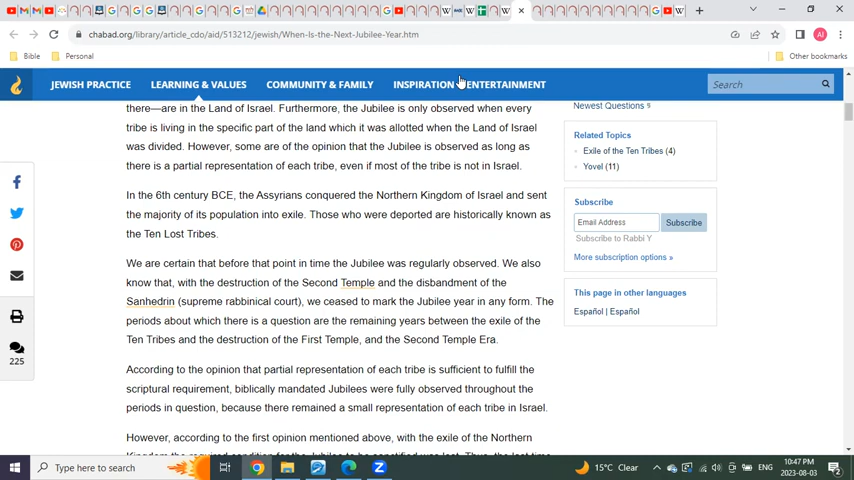 chabad.org/library/article_cdo/aid/513212/jewish/When-Is-the-Next-Jubilee-Year.htm
AI
Bible
Personal
Other bookmarks
JEWISH PRACTICE LEARNING & VALUES COMMUNITY & FAMILY INSPIRATION ENTERTAINMENT
Search
there—are in the Land of Israel. Furthermore, the Jubilee is only observed when every
tribe is living in the specific part of the land which it was allotted when the Land of Israel
was divided. However, some are of the opinion that the Jubilee is observed as long as
there is a partial representation of each tribe, even if most of the tribe is not in Israel.
In the 6th century BCE, the Assyrians conquered the Northern Kingdom of Israel and sent
the majority of its population into exile. Those who were deported are historically known as
the Ten Lost Tribes.
We are certain that before that point in time the Jubilee was regularly observed. We also
know that, with the destruction of the Second Temple and the disbandment of the
Sanhedrin (supreme rabbinical court), we ceased to mark the Jubilee year in any form. The
periods about which there is a question are the remaining years between the exile of the
Ten Tribes and the destruction of the First Temple, and the Second Temple Era.
According to the opinion that partial representation of each tribe is sufficient to fulfill the
scriptural requirement, biblically mandated Jubilees were fully observed throughout the
periods in question, because there remained a small representation of each tribe in Israel.
However, according to the first opinion mentioned above, with the exile of the Northern
225
Newest Questions
Related Topics
Exile of the Ten Tribes (4)
Yovel (11)
Subscribe
Email Address
Subscribe
Subscribe to Rabbi Y
More subscription options »
This page in other languages
Español | Español
Type here to search
15°C Clear
ENG
10:47 PM
2023-08-03
2